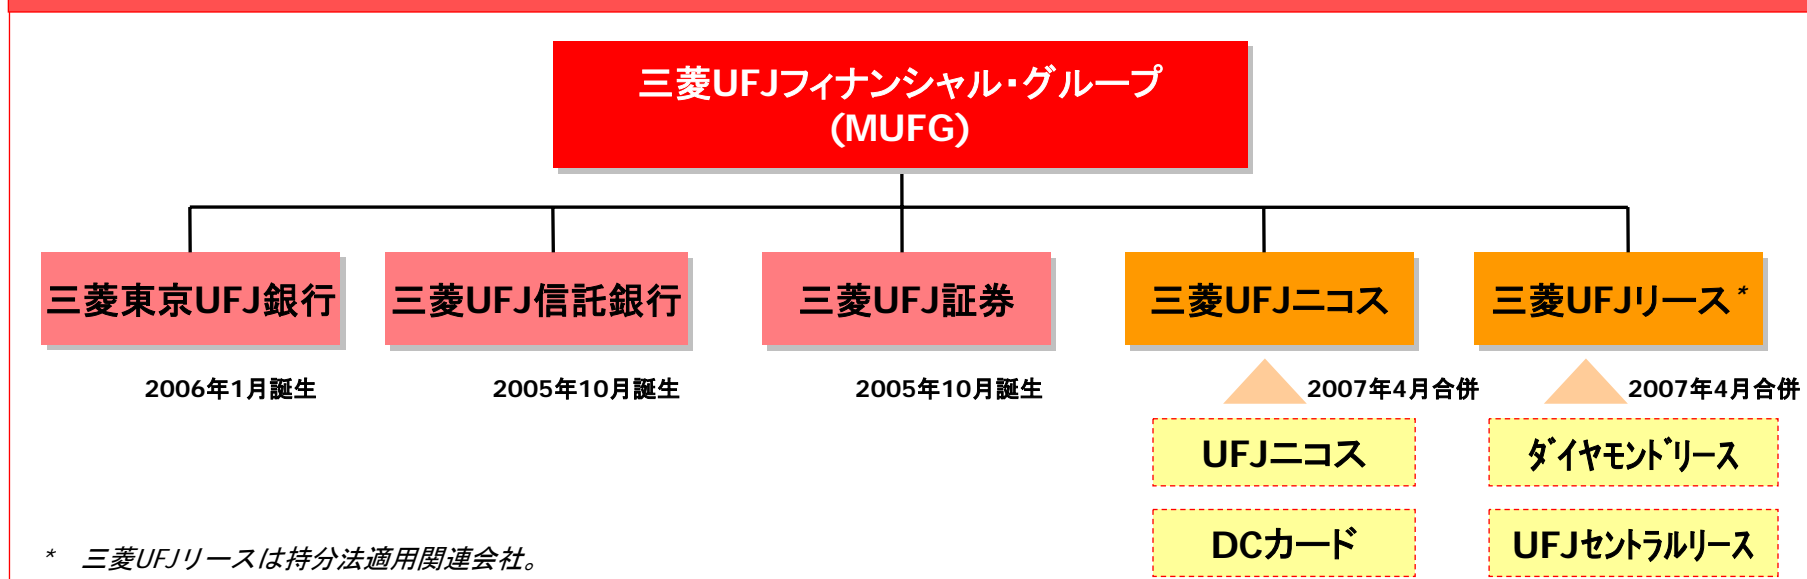 三菱UFJフィナンシャル・グループ
(MUFG)
三菱東京UFJ銀行
三菱UFJ信託銀行
三菱UFJ証券
三菱UFJニコス
三菱UFJリース*
2006年1月誕生
2005年10月誕生
2005年10月誕生
2007年4月合併
2007年4月合併
UFJニコス
ﾀﾞｲﾔﾓﾝﾄﾞﾘｰｽ
DCカード
UFJｾﾝﾄﾗﾙﾘｰｽ
* 三菱UFJリースは持分法適用関連会社。